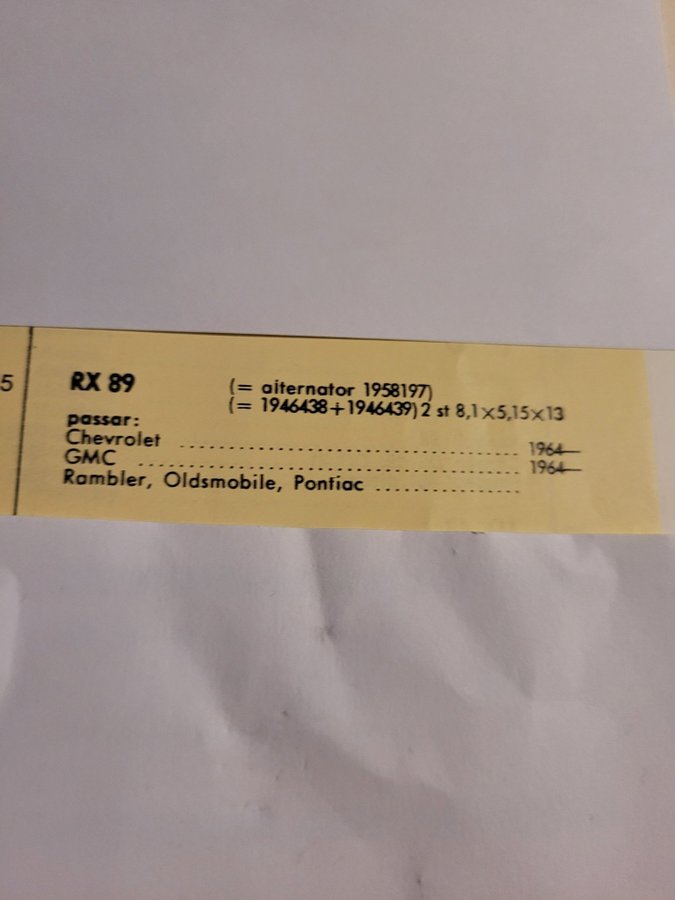 5
RX 89 (= alternator 1958197)
(= 1946438+1946439) 2 st 8,1×5,15×13
passar:
Chevrolet ........................................ 1964—
GMC ............................................. 1964—
Rambler, Oldsmobile, Pontiac ................